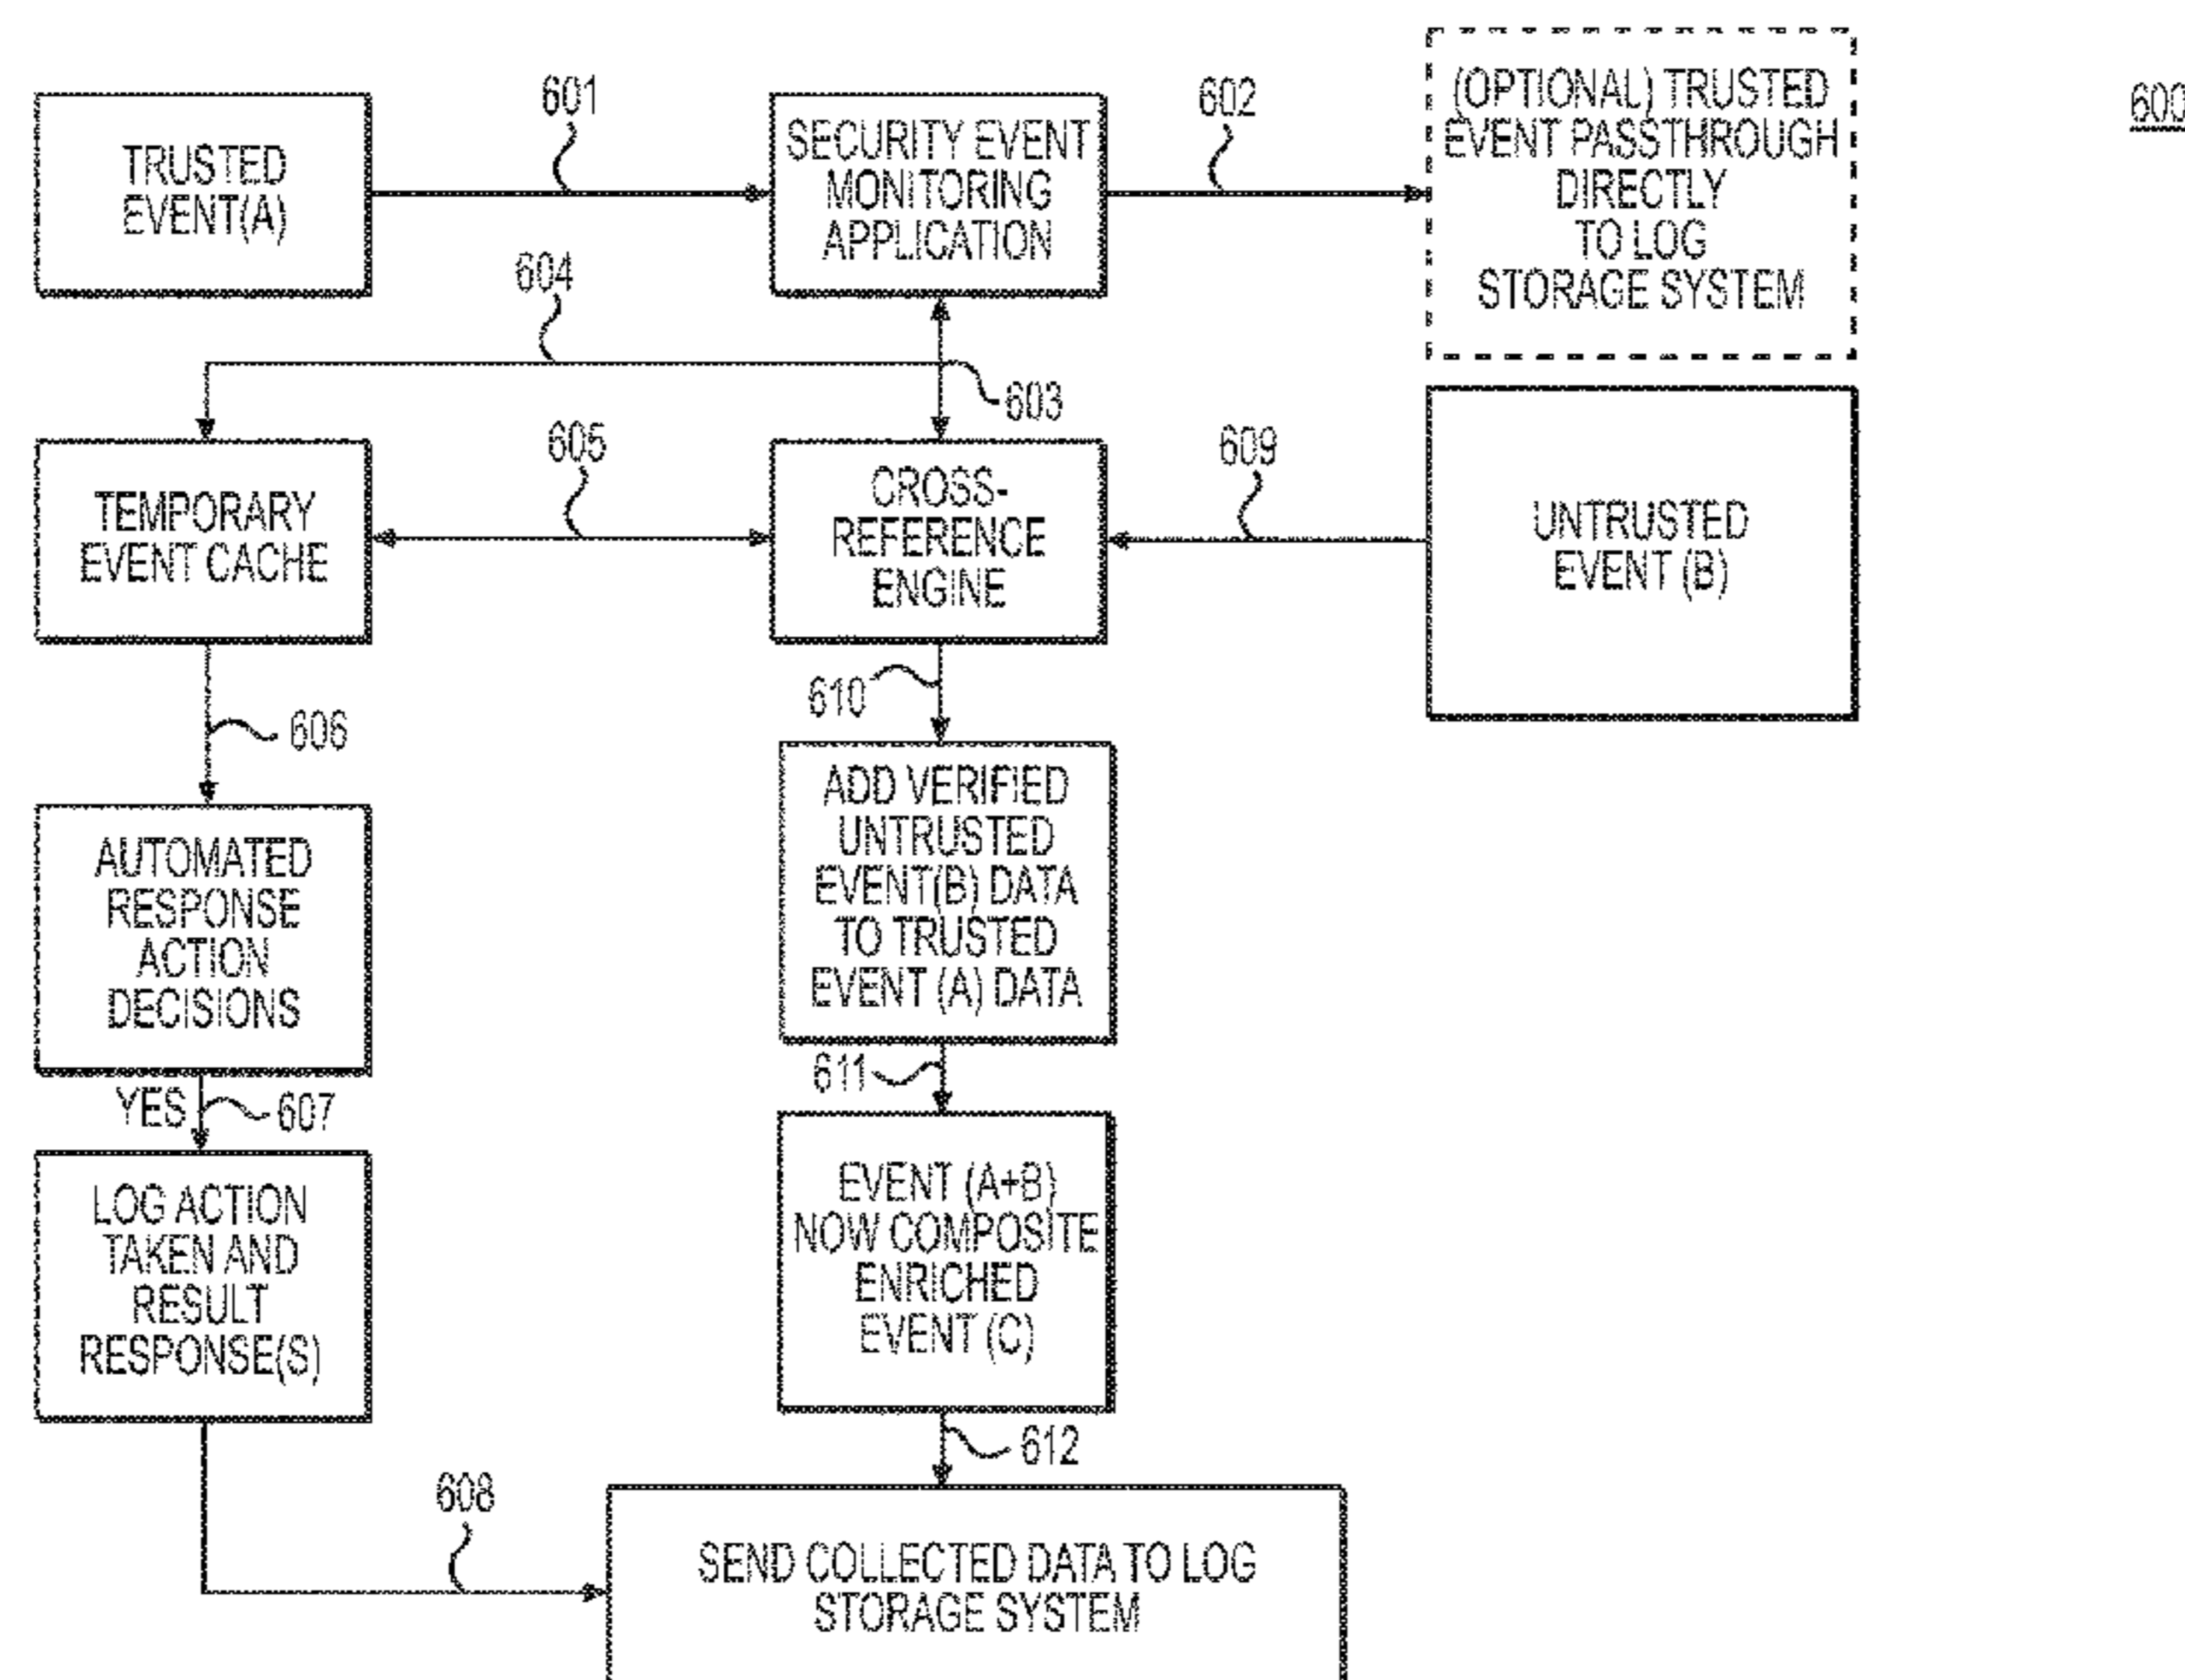 601
602
600
TRUSTED
EVENT(A)
SECURITY EVENT
MONITORING
APPLICATION
(OPTIONAL) TRUSTED
EVENT PASSTHROUGH
DIRECTLY
TO LOG
STORAGE SYSTEM
604
603
605
609
TEMPORARY
EVENT CACHE
CROSS-
REFERENCE
ENGINE
UNTRUSTED
EVENT (B)
606
610
AUTOMATED
RESPONSE
ACTION
DECISIONS
ADD VERIFIED
UNTRUSTED
EVENT(B) DATA
TO TRUSTED
EVENT (A) DATA
YES
607
611
LOG ACTION
TAKEN AND
RESULT
RESPONSE(S)
EVENT (A+B)
NOW COMPOSITE
ENRICHED
EVENT (C)
608
612
SEND COLLECTED DATA TO LOG
STORAGE SYSTEM